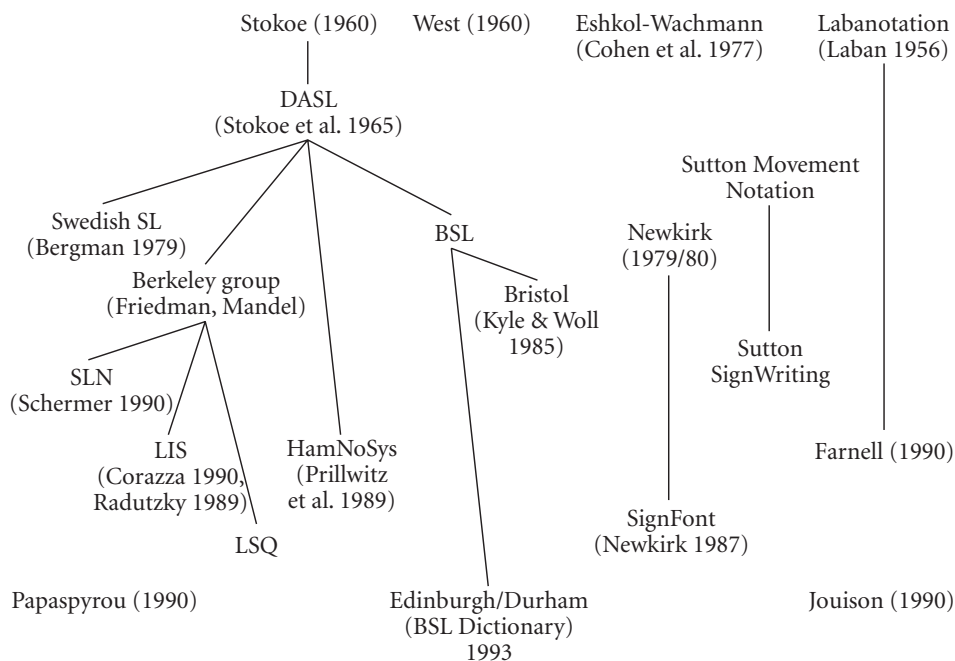 Stokoe (1960)
West (1960)
Eshkol-Wachmann
(Cohen et al. 1977)
Labanotation
(Laban 1956)
DASL
(Stokoe et al. 1965)
Sutton Movement
Notation
Swedish SL
(Bergman 1979)
BSL
Newkirk
(1979/80)
Berkeley group
(Friedman, Mandel)
Bristol
(Kyle & Woll
1985)
Sutton
SignWriting
SLN
(Schermer 1990)
LIS
(Corazza 1990,
Radutzky 1989)
HamNoSys
(Prillwitz
et al. 1989)
Farnell (1990)
SignFont
(Newkirk 1987)
LSQ
Papaspyrou (1990)
Edinburgh/Durham
(BSL Dictionary)
1993
Jouison (1990)